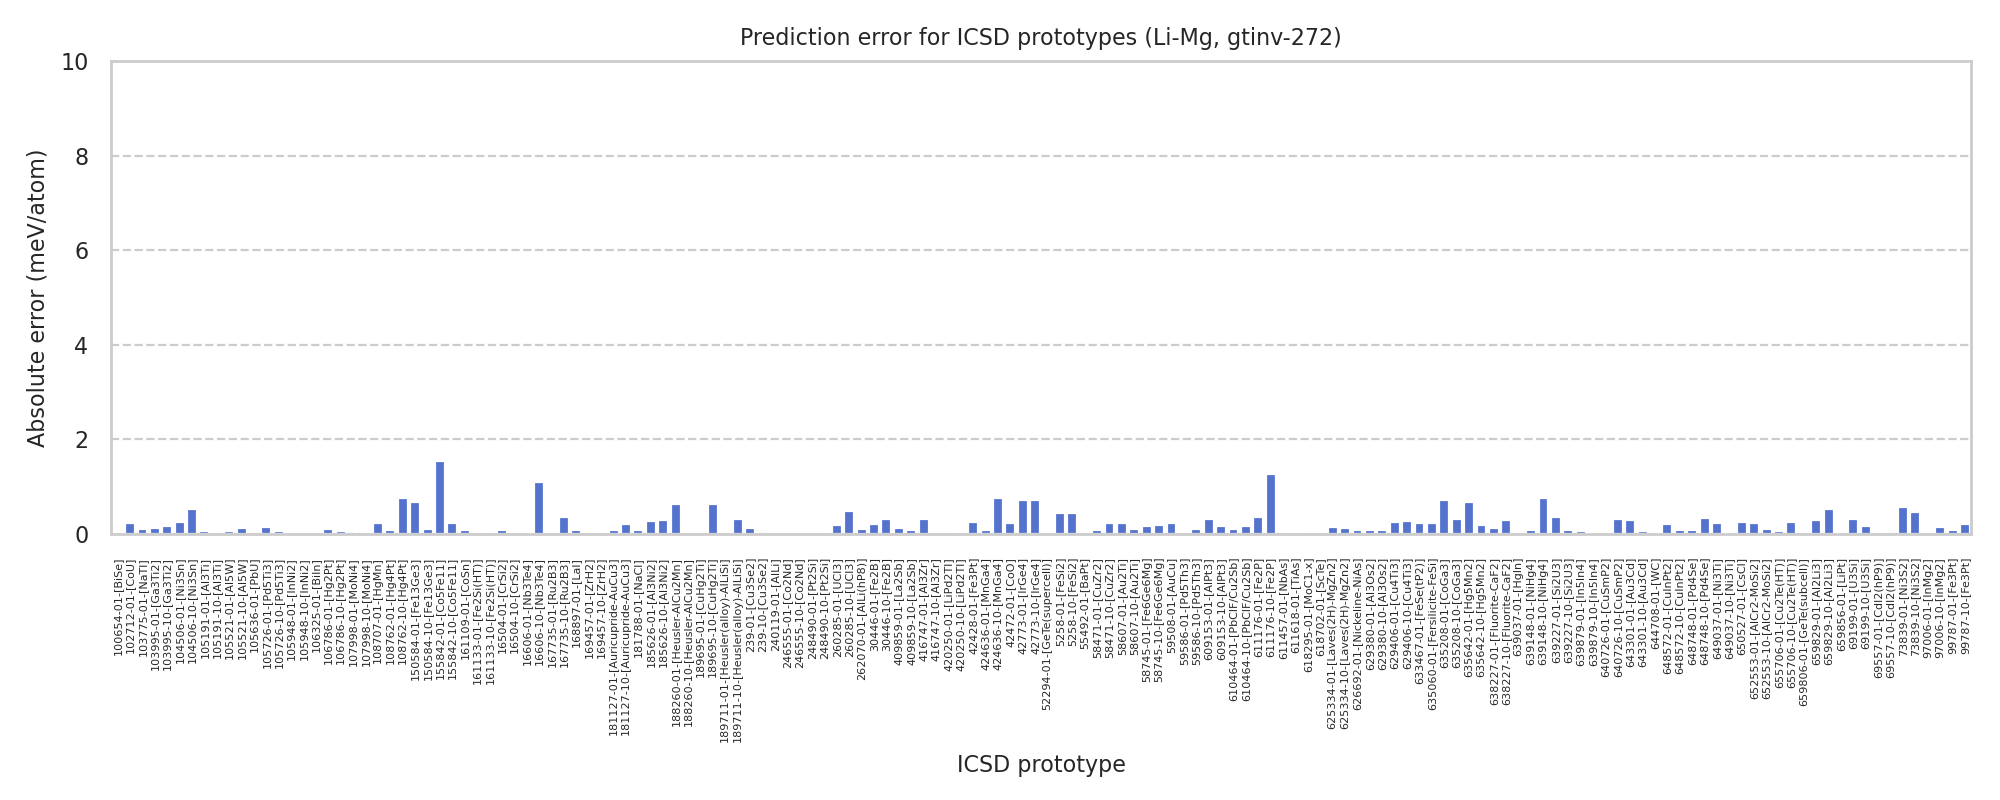 Prediction error for ICSD prototypes (Li-Mg, gtinv-272)
Absolute error (meV/atom)
10
8
6
4
2
0
100654-01-[BiSe]
102712-01-[CoU]
103775-01-[NaTl]
103995-01-[Ga3Ti2]
103995-10-[Ga3Ti2]
104506-01-[Ni3Sn]
104506-10-[Ni3Sn]
105191-01-[Al3Ti]
105191-10-[Al3Ti]
105521-01-[Al5W]
105521-10-[Al5W]
105636-01-[PbU]
105726-01-[Pd5Ti3]
105726-10-[Pd5Ti3]
105948-01-[InNi2]
105948-10-[InNi2]
106325-01-[BiIn]
106786-01-[Hg2Pt]
106786-10-[Hg2Pt]
107998-01-[MoNi4]
107998-10-[MoNi4]
108707-01-[HgMn]
108762-01-[Hg4Pt]
108762-10-[Hg4Pt]
150584-01-[Fe13Ge3]
150584-10-[Fe13Ge3]
155842-01-[Co5Fe11]
155842-10-[Co5Fe11]
161109-01-[CoSn]
161133-01-[Fe2Si(HT)]
161133-10-[Fe2Si(HT)]
16504-01-[CrSi2]
16504-10-[CrSi2]
16606-01-[Nb3Te4]
16606-10-[Nb3Te4]
167735-01-[Ru2B3]
167735-10-[Ru2B3]
168897-01-[LaI]
169457-01-[ZrH2]
169457-10-[ZrH2]
181127-01-[Auricupride-AuCu3]
181127-10-[Auricupride-AuCu3]
181788-01-[NaCl]
185626-01-[Al3Ni2]
185626-10-[Al3Ni2]
188260-01-[Heusler-AlCu2Mn]
188260-10-[Heusler-AlCu2Mn]
189695-01-[CuHg2Ti]
189695-10-[CuHg2Ti]
189711-01-[Heusler(alloy)-AlLiSi]
189711-10-[Heusler(alloy)-AlLiSi]
239-01-[Cu3Se2]
239-10-[Cu3Se2]
240119-01-[AlLi]
246555-01-[Co2Nd]
246555-10-[Co2Nd]
248490-01-[Pt2Si]
248490-10-[Pt2Si]
260285-01-[UCl3]
260285-10-[UCl3]
262070-01-[AlLi(hP8)]
30446-01-[Fe2B]
30446-10-[Fe2B]
409859-01-[La2Sb]
409859-10-[La2Sb]
416747-01-[Al3Zr]
416747-10-[Al3Zr]
420250-01-[LiPd2Tl]
420250-10-[LiPd2Tl]
42428-01-[Fe3Pt]
424636-01-[MnGa4]
424636-10-[MnGa4]
42472-01-[CoO]
42773-01-[IrGe4]
42773-10-[IrGe4]
52294-01-[GeTe(supercell)]
5258-01-[FeSi2]
5258-10-[FeSi2]
55492-01-[BaPt]
58471-01-[CuZr2]
58471-10-[CuZr2]
58607-01-[Au2Ti]
58607-10-[Au2Ti]
58745-01-[Fe6Ge6Mg]
58745-10-[Fe6Ge6Mg]
59508-01-[AuCu]
59586-01-[Pd5Th3]
59586-10-[Pd5Th3]
609153-01-[AlPt3]
609153-10-[AlPt3]
610464-01-[PbClF/Cu2Sb]
610464-10-[PbClF/Cu2Sb]
611176-01-[Fe2P]
611176-10-[Fe2P]
611457-01-[NbAs]
611618-01-[TiAs]
618295-01-[MoC1-x]
618702-01-[ScTe]
625334-01-[Laves(2H)-MgZn2]
625334-10-[Laves(2H)-MgZn2]
626692-01-[Nickeline-NiAs]
629380-01-[Al3Os2]
629380-10-[Al3Os2]
629406-01-[Cu4Ti3]
629406-10-[Cu4Ti3]
633467-01-[FeSe(tP2)]
635060-01-[Fersilicite-FeSi]
635208-01-[CoGa3]
635208-10-[CoGa3]
635642-01-[Hg5Mn2]
635642-10-[Hg5Mn2]
638227-01-[Fluorite-CaF2]
638227-10-[Fluorite-CaF2]
639037-01-[HgIn]
639148-01-[NiHg4]
639148-10-[NiHg4]
639227-01-[Si2U3]
639227-10-[Si2U3]
639879-01-[In5In4]
639879-10-[In5In4]
640726-01-[CuSmP2]
640726-10-[CuSmP2]
643301-01-[Au3Cd]
643301-10-[Au3Cd]
644708-01-[WC]
648572-01-[CuInPt2]
648572-10-[CuInPt2]
648748-01-[Pd4Se]
648748-10-[Pd4Se]
649037-01-[Ni3Ti]
649037-10-[Ni3Ti]
650527-01-[CsCl]
652553-01-[AlCr2-MoSi2]
652553-10-[AlCr2-MoSi2]
655706-01-[Cu2Te(HT)]
655706-10-[Cu2Te(HT)]
659806-01-[GeTe(subcell)]
659829-01-[Al2Li3]
659829-10-[Al2Li3]
659856-01-[LiPt]
69199-01-[U3Si]
69199-10-[U3Si]
69557-01-[CdI2(hP9)]
69557-10-[CdI2(hP9)]
73839-01-[Ni3S2]
73839-10-[Ni3S2]
97006-01-[InMg2]
97006-10-[InMg2]
99787-01-[Fe3Pt]
99787-10-[Fe3Pt]
ICSD prototype